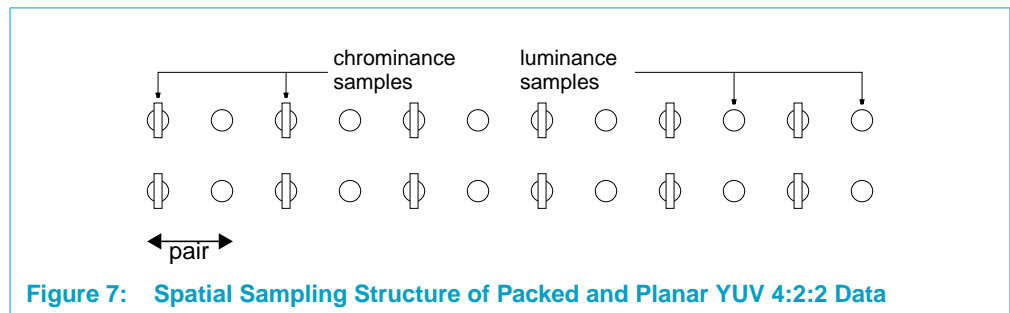 chrominance
samples
luminance
samples
pair
Figure 7: Spatial Sampling Structure of Packed and Planar YUV 4:2:2 Data